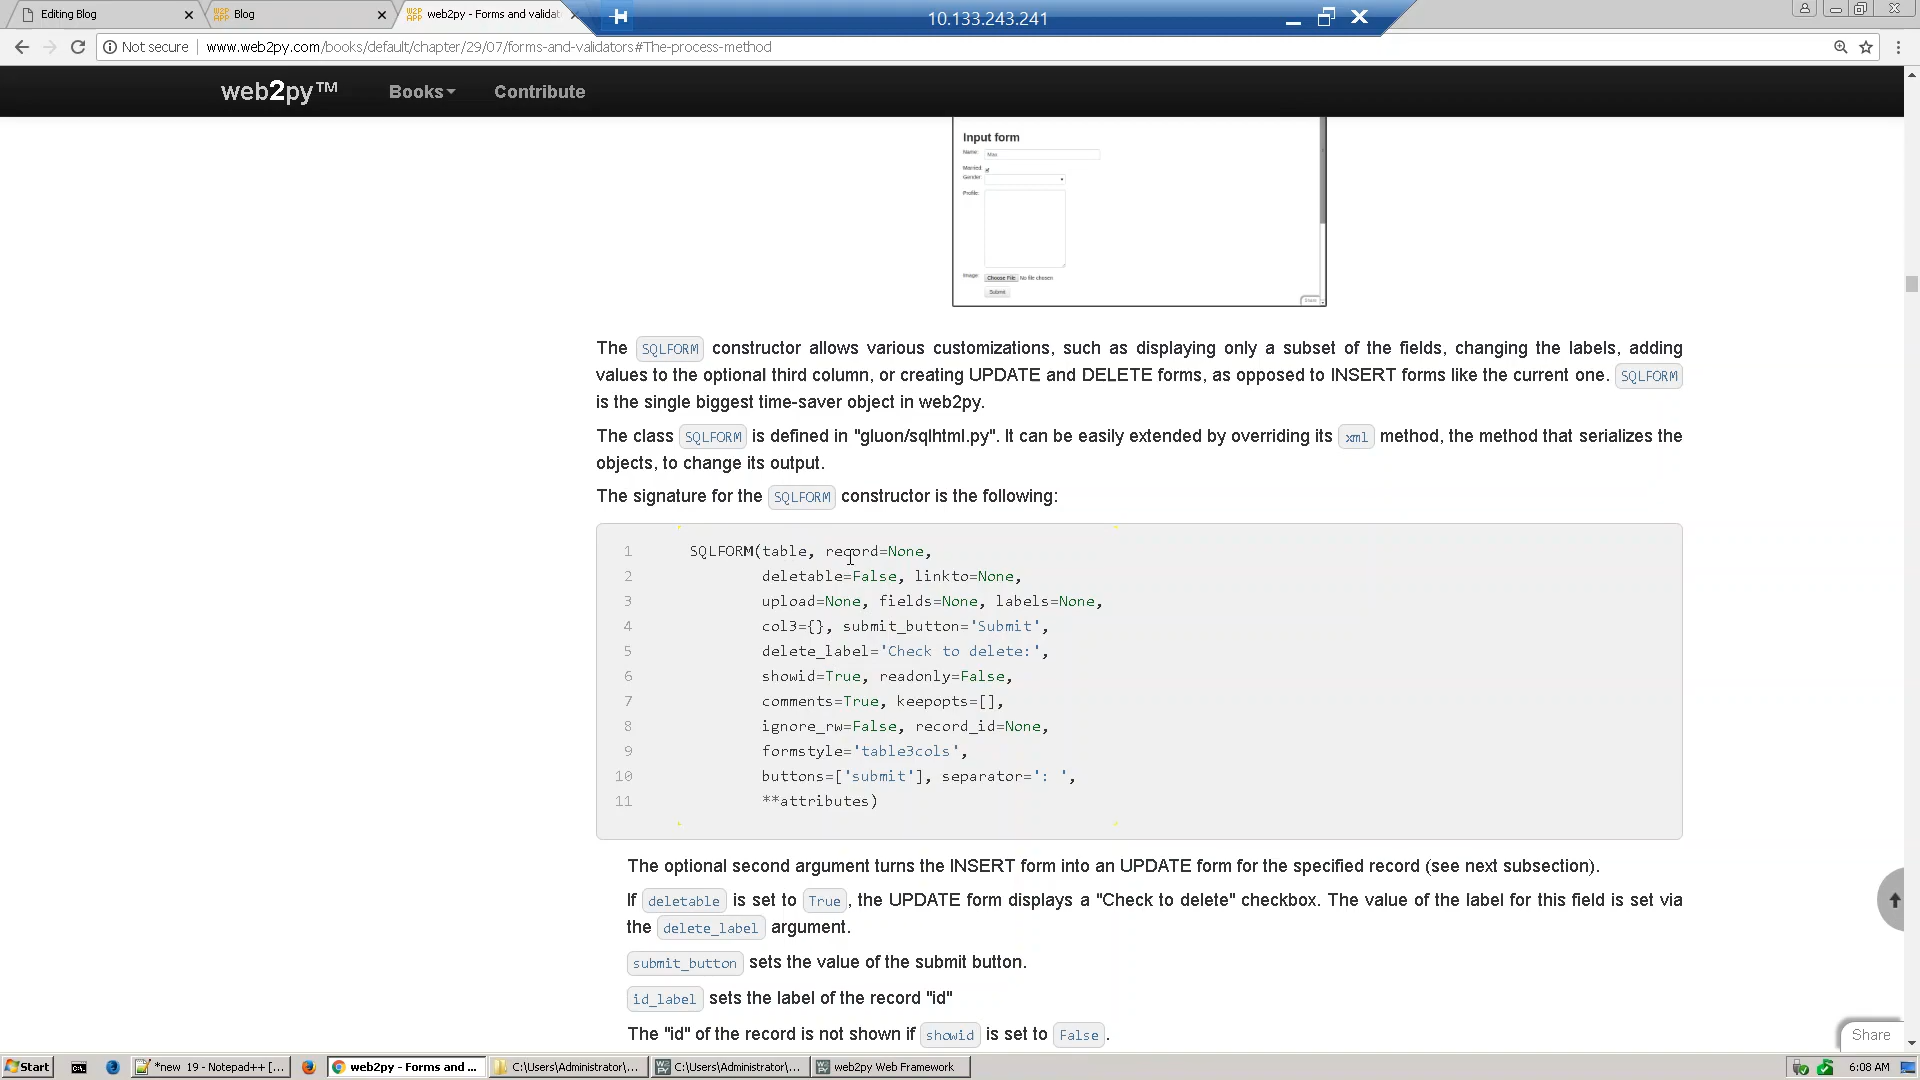 Editing Blog
Blog
web2py - Forms and validat
10.133.243.241
Not secure
www.web2py.com/books/default/chapter/29/07/forms-and-validators#The-process-method
web2py™
Books
Contribute
Input form
Name:
Max
Married:
Gender:
Profile:
Image:
Choose File No file chosen
Submit
Share
The SQLFORM constructor allows various customizations, such as displaying only a subset of the fields, changing the labels, adding
values to the optional third column, or creating UPDATE and DELETE forms, as opposed to INSERT forms like the current one. SQLFORM
is the single biggest time-saver object in web2py.
The class SQLFORM is defined in "gluon/sqlhtml.py". It can be easily extended by overriding its xml method, the method that serializes the
objects, to change its output.
The signature for the SQLFORM constructor is the following:
1 SQLFORM(table, record=None,
2 deletable=False, linkto=None,
3 upload=None, fields=None, labels=None,
4 col3={}, submit_button='Submit',
5 delete_label='Check to delete:',
6 showid=True, readonly=False,
7 comments=True, keepopts=[],
8 ignore_rw=False, record_id=None,
9 formstyle='table3cols',
10 buttons=['submit'], separator=': ',
11 **attributes)
The optional second argument turns the INSERT form into an UPDATE form for the specified record (see next subsection).
If deletable is set to True, the UPDATE form displays a "Check to delete" checkbox. The value of the label for this field is set via
the delete_label argument.
submit_button sets the value of the submit button.
id_label sets the label of the record "id"
The "id" of the record is not shown if showid is set to False.
Share
Start
*new 19 - Notepad++ [...
web2py - Forms and ...
C:\Users\Administrator\...
C:\Users\Administrator\...
web2py Web Framework
6:08 AM